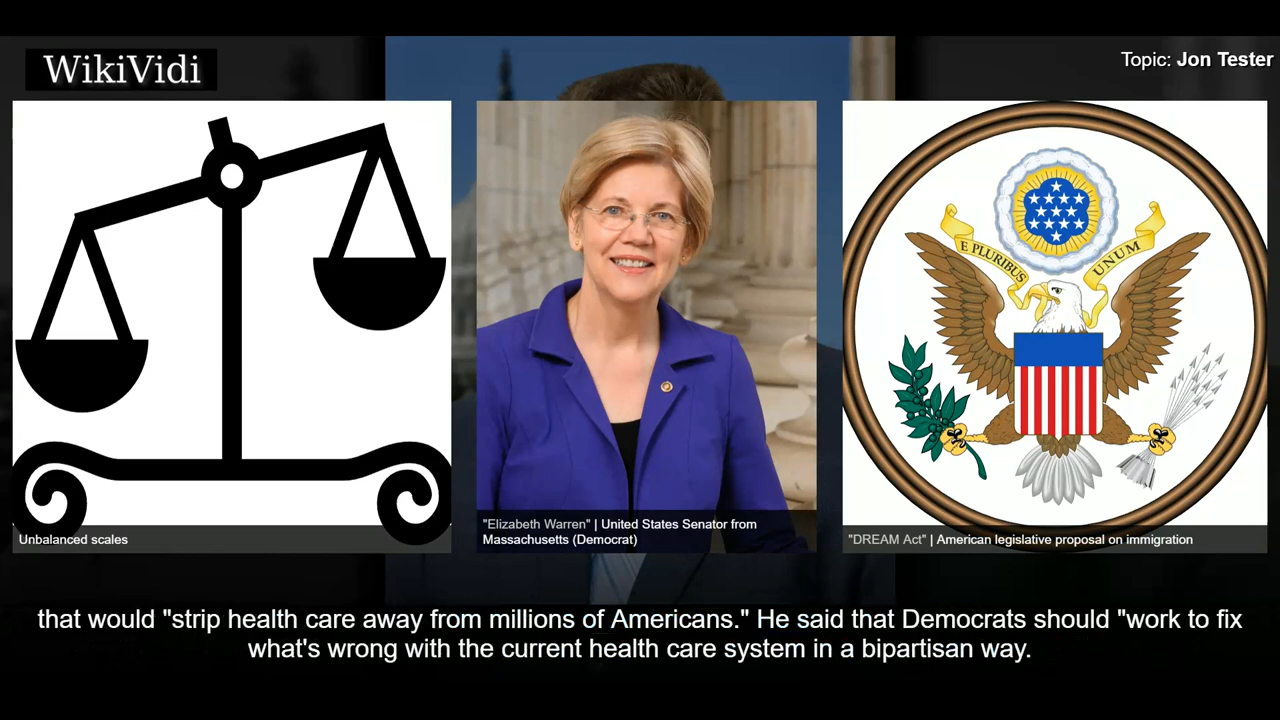 WikiVidi
Topic: Jon Tester
E PLURIBUS UNUM
Unbalanced scales
"Elizabeth Warren" | United States Senator from
Massachusetts (Democrat)
"DREAM Act" | American legislative proposal on immigration
that would "strip health care away from millions of Americans." He said that Democrats should "work to fix
what's wrong with the current health care system in a bipartisan way.